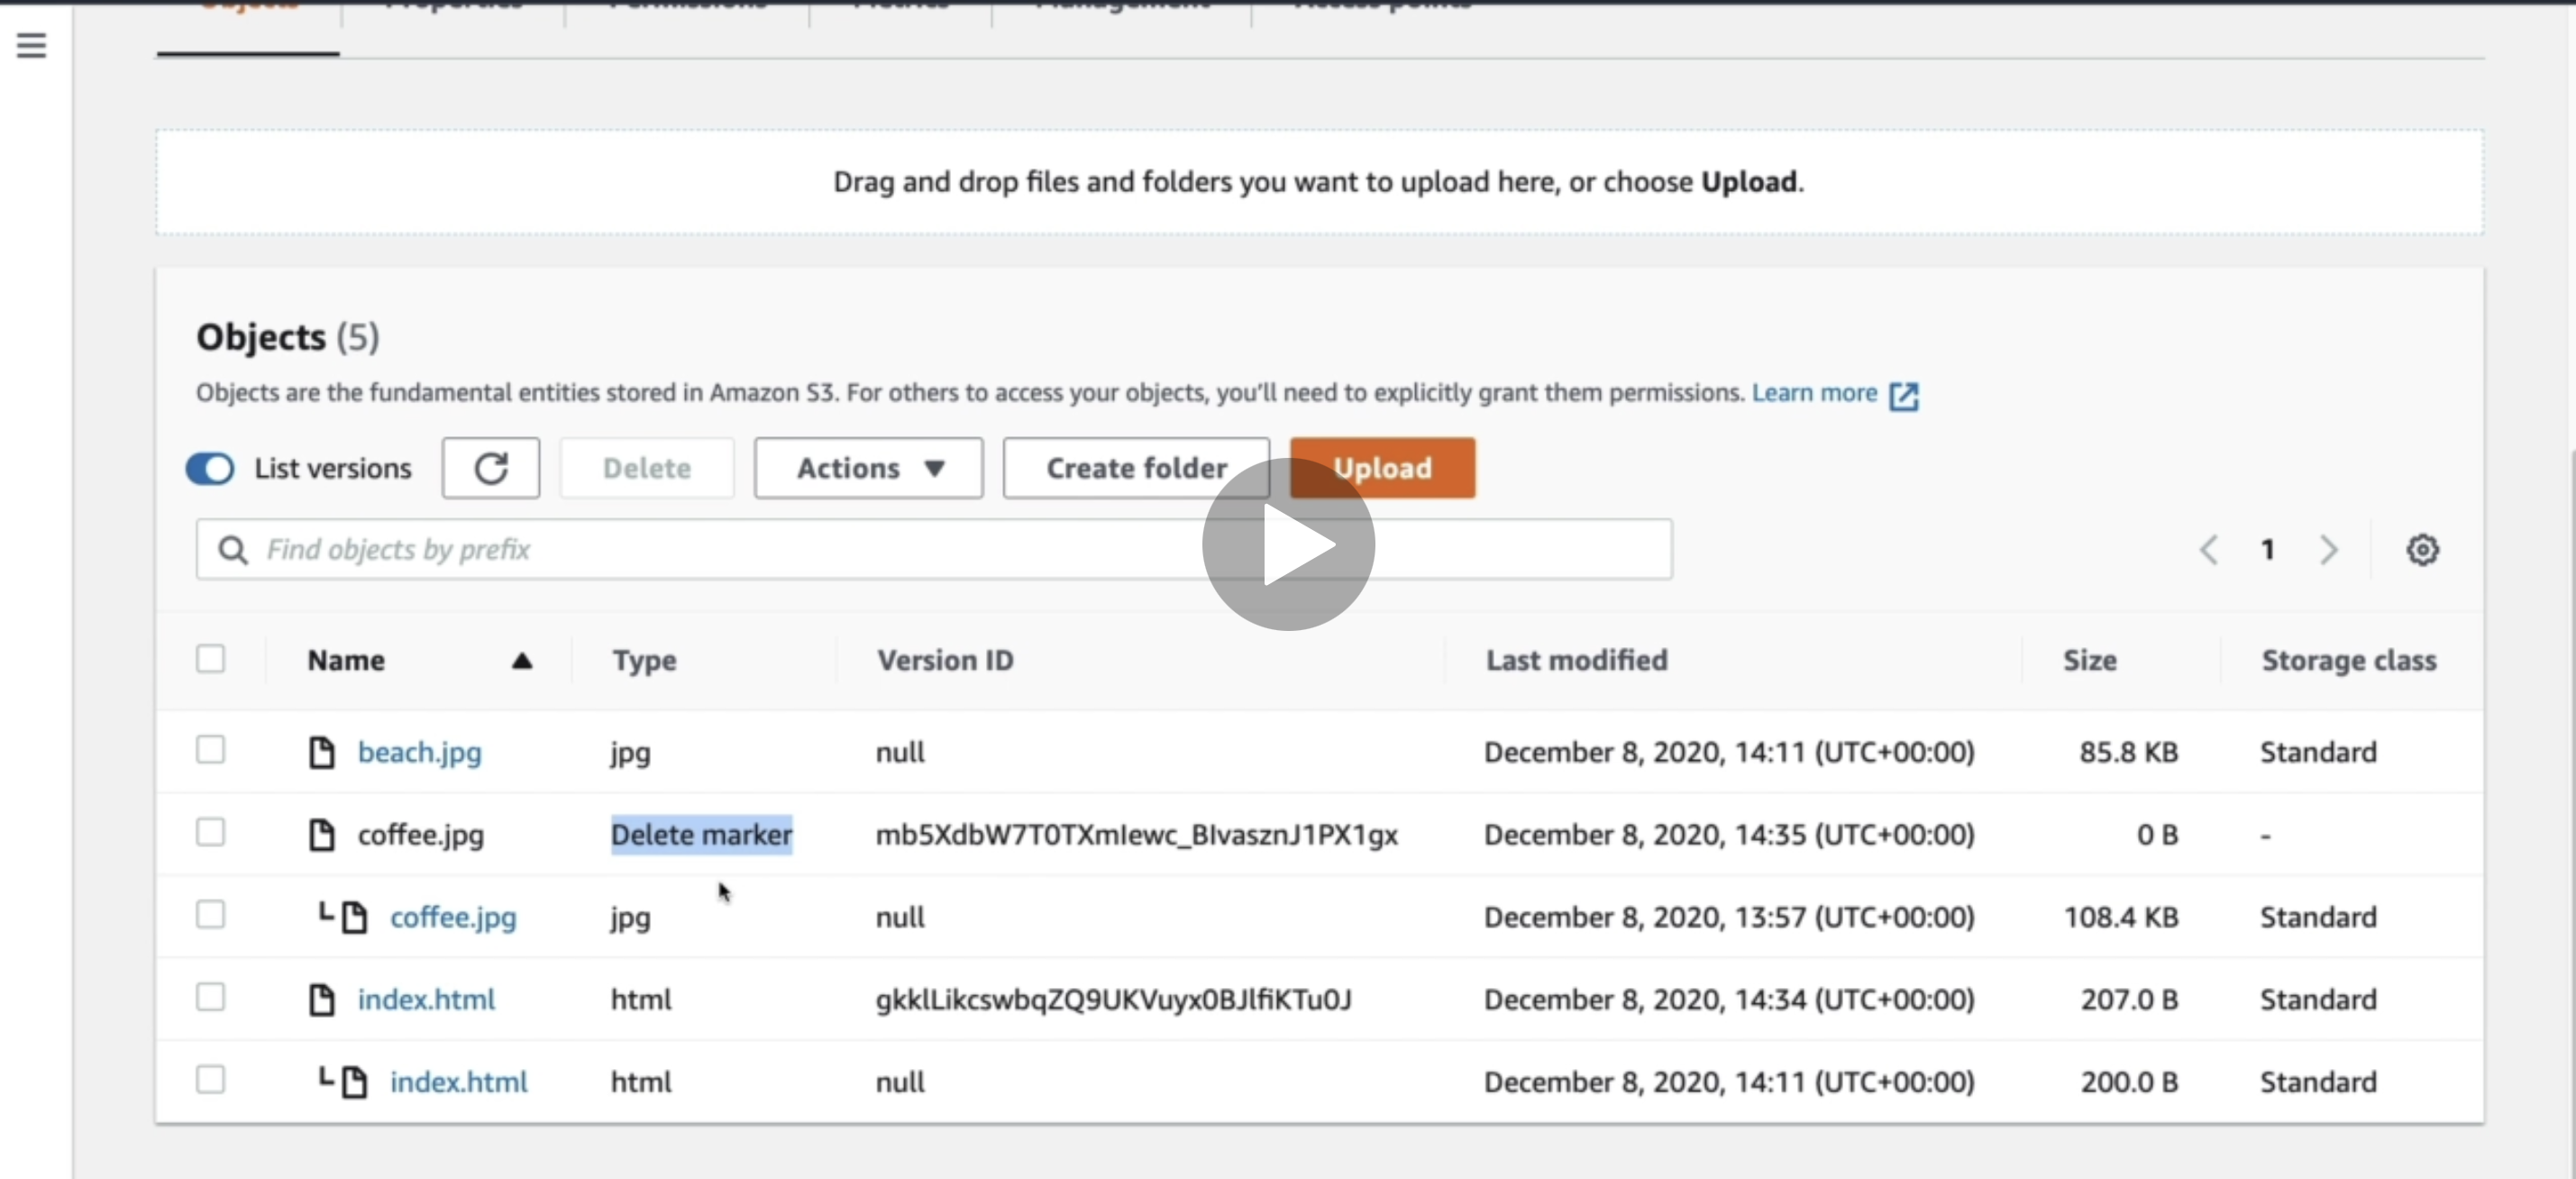 Objects Properties Permissions Metrics Management Access points
Drag and drop files and folders you want to upload here, or choose Upload.
Objects (5)
Objects are the fundamental entities stored in Amazon S3. For others to access your objects, you'll need to explicitly grant them permissions. Learn more
List versions Delete Actions Create folder Upload
Find objects by prefix 1
Name Type Version ID Last modified Size Storage class
beach.jpg jpg null December 8, 2020, 14:11 (UTC+00:00) 85.8 KB Standard
coffee.jpg Delete marker mb5XdbW7T0TXmIewc_BIvasznJ1PX1gx December 8, 2020, 14:35 (UTC+00:00) 0 B -
coffee.jpg jpg null December 8, 2020, 13:57 (UTC+00:00) 108.4 KB Standard
index.html html gkklLikcswbqZQ9UKVuyx0BJlfiKTu0J December 8, 2020, 14:34 (UTC+00:00) 207.0 B Standard
index.html html null December 8, 2020, 14:11 (UTC+00:00) 200.0 B Standard